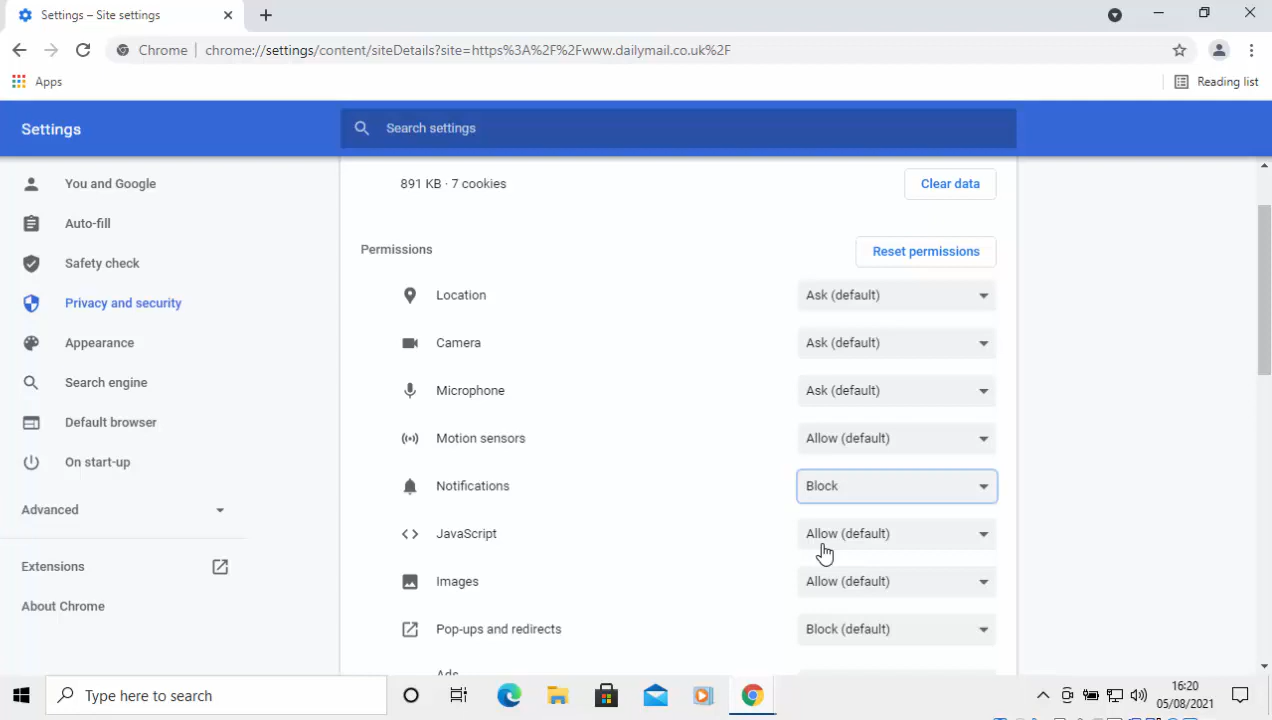 Settings – Site settings
Chrome chrome://settings/content/siteDetails?site=https%3A%2F%2Fwww.dailymail.co.uk%2F
Apps
Reading list
Settings
Search settings
You and Google
Auto-fill
Safety check
Privacy and security
Appearance
Search engine
Default browser
On start-up
Advanced
Extensions
About Chrome
891 KB · 7 cookies
Clear data
Permissions
Reset permissions
Location Ask (default)
Camera Ask (default)
Microphone Ask (default)
Motion sensors Allow (default)
Notifications Block
JavaScript Allow (default)
Images Allow (default)
Pop-ups and redirects Block (default)
Ads
Type here to search
16:20
05/08/2021